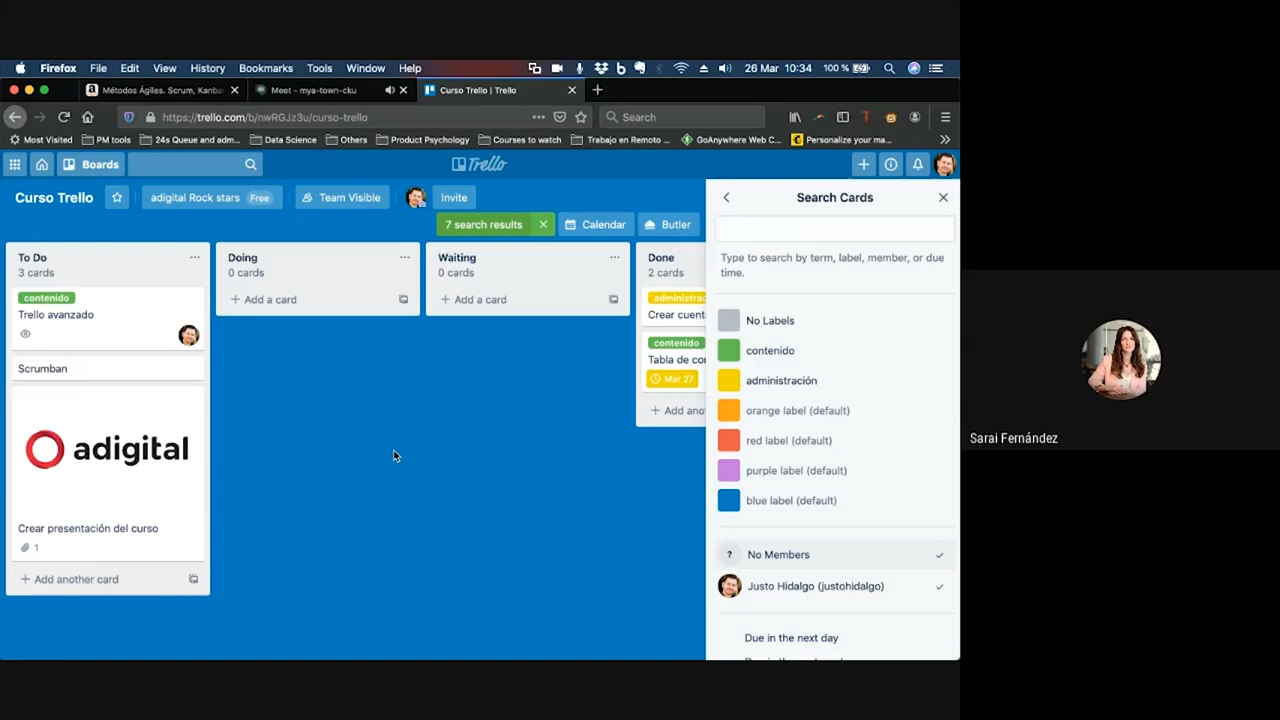 Firefox File Edit View History Bookmarks Tools Window Help 26 Mar 10:34 100 %
Métodos Ágiles. Scrum, Kanba
Meet - mya-town-cku
Curso Trello | Trello
https://trello.com/b/nwRGJz3u/curso-trello
Search
Most Visited PM tools 24s Queue and adm... Data Science Others Product Psychology Courses to watch Trabajo en Remoto ... GoAnywhere Web C... Personalize your ma...
Boards
Trello
Curso Trello
adigital Rock stars Free
Team Visible
Invite
7 search results
Calendar
Butler
To Do
3 cards
contenido
Trello avanzado
Scrumban
adigital
Crear presentación del curso
1
+ Add another card
Doing
0 cards
+ Add a card
Waiting
0 cards
+ Add a card
Done
2 cards
administrac
Crear cuent
contenido
Tabla de co
Mar 27
+ Add ano
Search Cards
Type to search by term, label, member, or due
time.
No Labels
contenido
administración
orange label (default)
red label (default)
purple label (default)
blue label (default)
? No Members
Justo Hidalgo (justohidalgo)
Due in the next day
Sarai Fernández